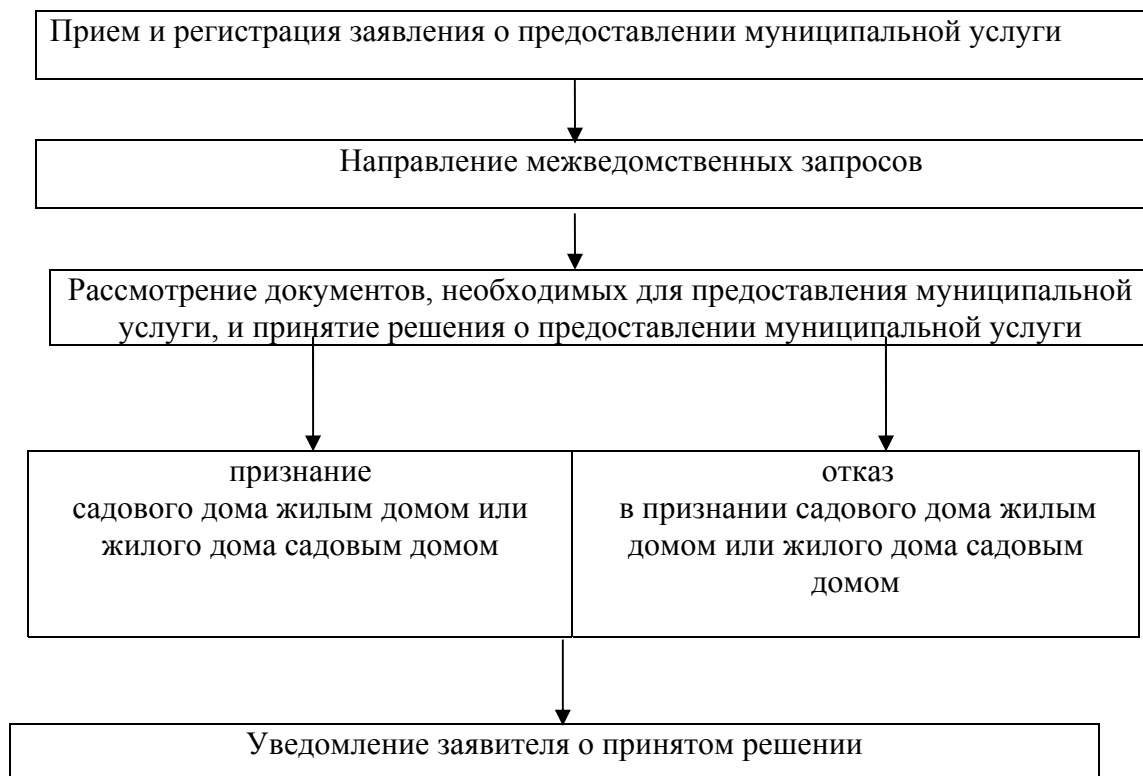 Прием и регистрация заявления о предоставлении муниципальной услуги
Направление межведомственных запросов
Рассмотрение документов, необходимых для предоставления муниципальной
услуги, и принятие решения о предоставлении муниципальной услуги
признание
садового дома жилым домом или
жилого дома садовым домом
отказ
в признании садового дома жилым
домом или жилого дома садовым
домом
Уведомление заявителя о принятом решении